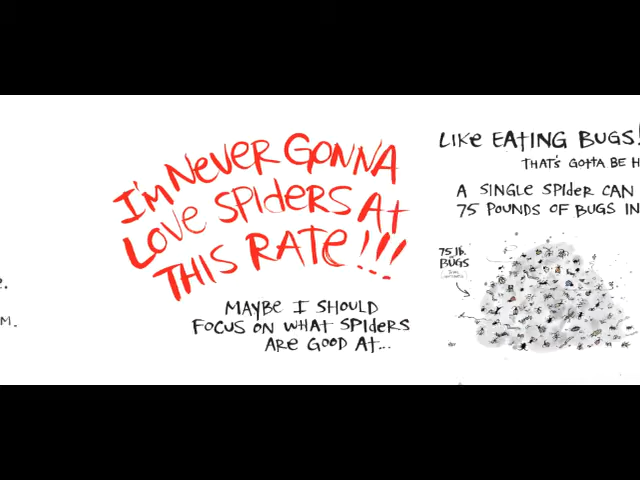 I'm NEVER GONNA
LOVE SPIDERS At
THIS RATE!!!
MAYBE I SHOULD
FOCUS ON WHAT SPIDERS
ARE GOOD At...
LIKE EATING BUGS!
THAT'S GOTTA BE H
A SINGLE SPIDER CAN
75 POUNDS OF BUGS IN
75 lb.
BUGS
e.
M.